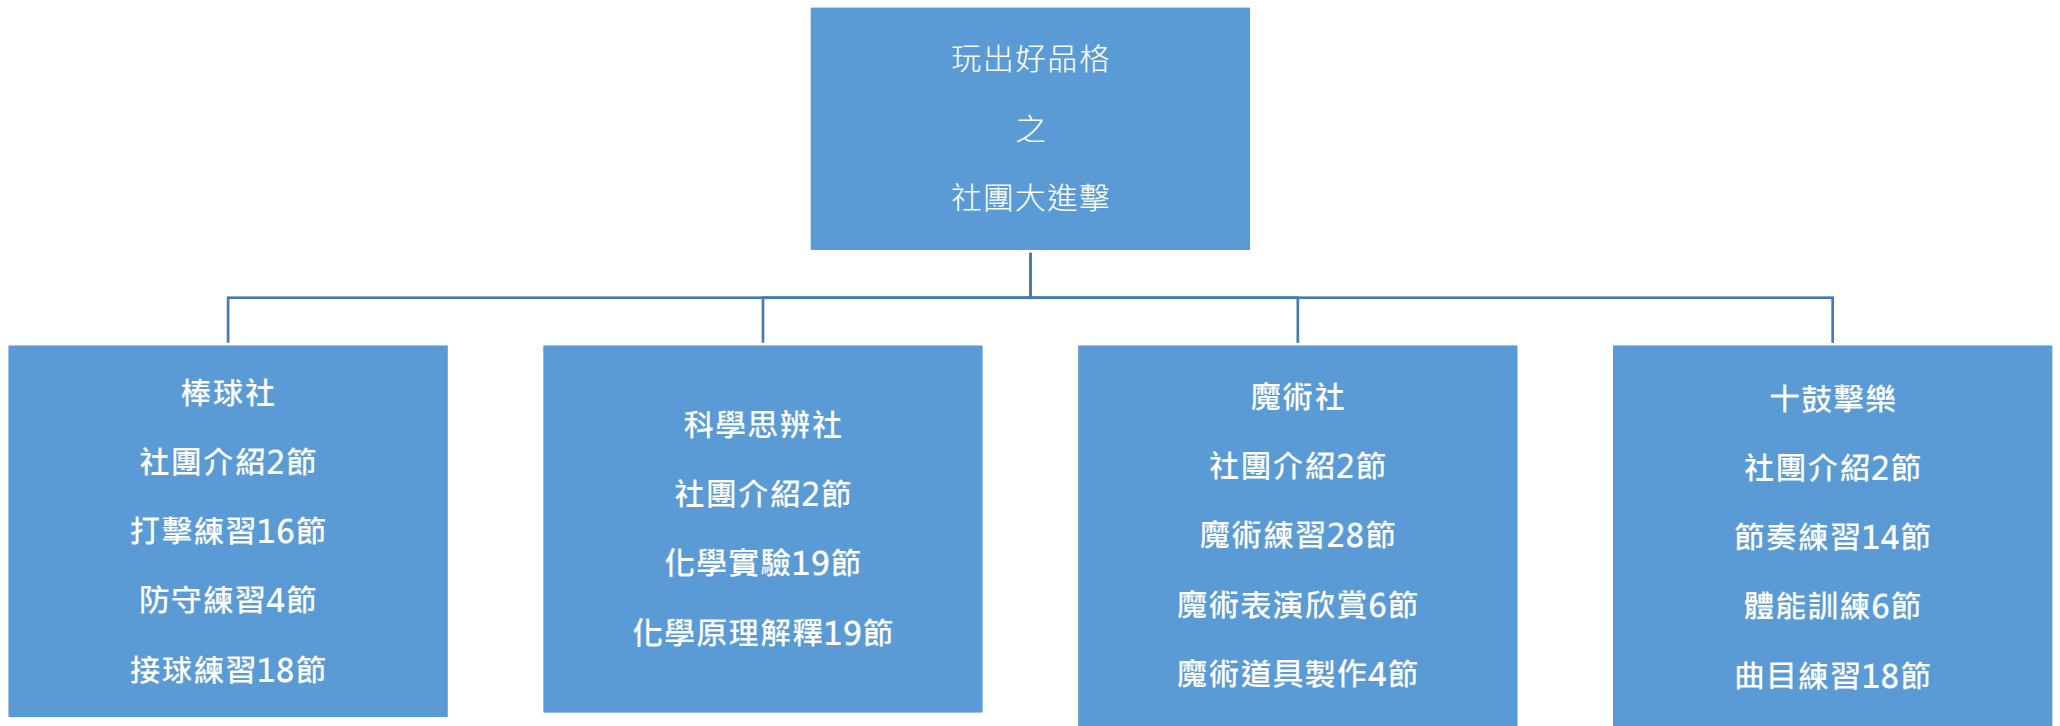 玩出好品格
之
社團大進擊
棒球社
社團介紹2節
打擊練習16節
防守練習4節
接球練習18節
科學思辨社
社團介紹2節
化學實驗19節
化學原理解釋19節
魔術社
社團介紹2節
魔術練習28節
魔術表演欣賞6節
魔術道具製作4節
十鼓擊樂
社團介紹2節
節奏練習14節
體能訓練6節
曲目練習18節